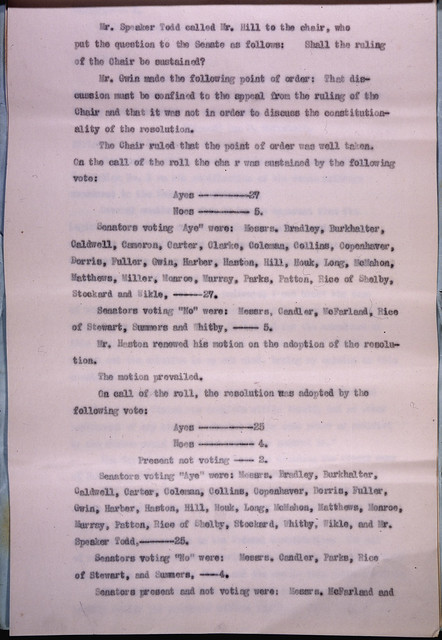 Mr. Speaker Todd called Mr. Hill to the chair, who
put the question to the Senate as follows: Shall the ruling
of the Chair be sustained?
Mr. Gwin made the following point of order: That dis-
cussion must be confined to the appeal from the ruling of the
Chair and that it was not in order to discuss the constitution-
ality of the resolution.
The Chair ruled that the point of order was well taken.
On the call of the roll the cha r was sustained by the following
vote:
Ayes ----------27
Noes ---------- 5.
Senators voting "Aye" were: Messrs. Bradley, Burkhalter,
Caldwell, Cameron, Carter, Clarke, Coleman, Collins, Copenhaver,
Dorris, Fuller, Gwin, Harber, Haston, Hill, Houk, Long, McMahon,
Matthews, Miller, Monroe, Murray, Parks, Patton, Rice of Shelby,
Stockard and Wikle, -----27.
Senators voting "No" were: Messrs, Candler, McFarland, Rice
of Stewart, Summers and Whitby, ---- 5.
Mr. Haston renewed his motion on the adoption of the resolu-
tion.
The motion prevailed.
On call of the roll, the resolution was adopted by the
following vote:
Ayes ----------25
Noes ---------- 4.
Present not voting ---- 2.
Senators voting "Aye" were: Messrs. Bradley, Burkhalter,
Caldwell, Carter, Coleman, Collins, Copenhaver, Dorris, Fuller,
Gwin, Harber, Haston, Hill, Houk, Long, McMahon, Matthews, Monroe,
Murray, Patton, Rice of Shelby, Stockard, Whitby, Wikle, and Mr.
Speaker Todd,------25.
Senators voting "No" were: Messrs. Candler, Parks, Rice
of Stewart, and Summers, ---4.
Senators present and not voting were: Messrs. McFarland and